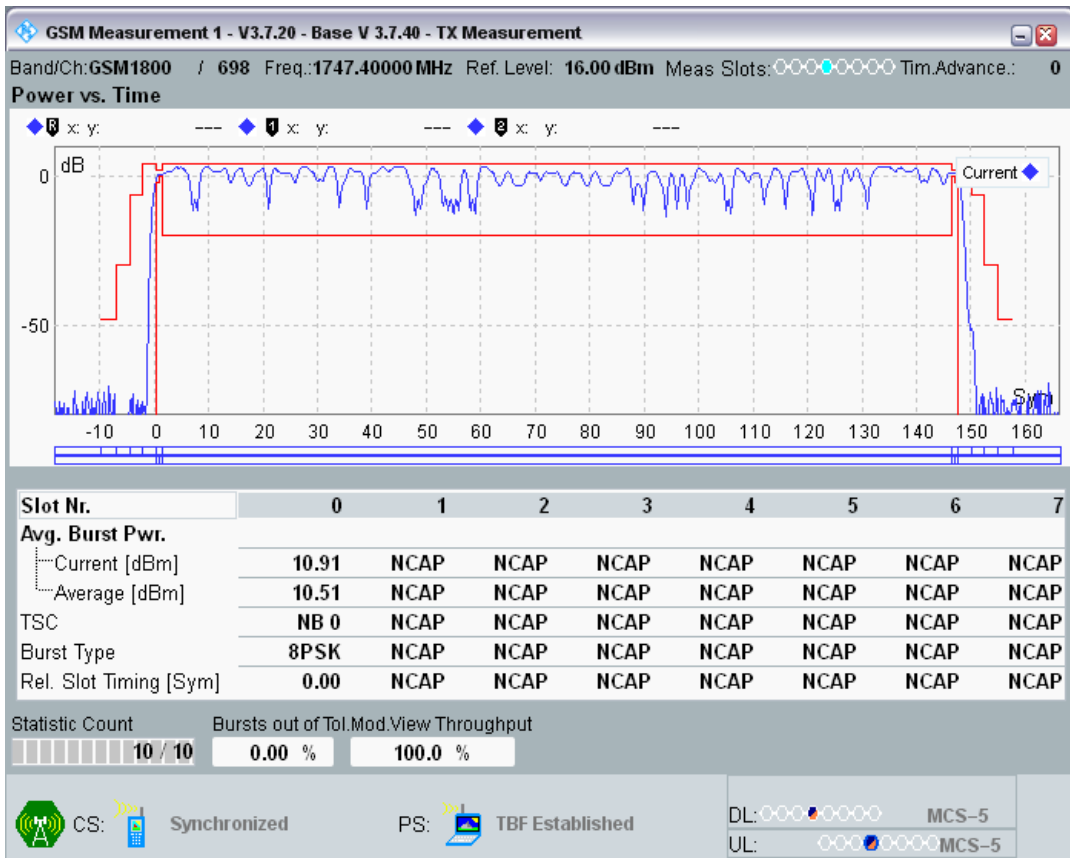 GSM Measurement 1 - V3.7.20 - Base V 3.7.40 - TX Measurement
Band/Ch:GSM1800 / 698 Freq.:1747.40000 MHz Ref. Level: 16.00 dBm Meas Slots: Tim.Advance.: 0
Power vs. Time
R x: y: --- 1 x: y: --- 2 x: y: ---
dB
Current
0
-50
Sym
-10 0 10 20 30 40 50 60 70 80 90 100 110 120 130 140 150 160
Slot Nr. 0 1 2 3 4 5 6 7
Avg. Burst Pwr.
Current [dBm] 10.91 NCAP NCAP NCAP NCAP NCAP NCAP NCAP
Average [dBm] 10.51 NCAP NCAP NCAP NCAP NCAP NCAP NCAP
TSC NB 0 NCAP NCAP NCAP NCAP NCAP NCAP NCAP
Burst Type 8PSK NCAP NCAP NCAP NCAP NCAP NCAP NCAP
Rel. Slot Timing [Sym] 0.00 NCAP NCAP NCAP NCAP NCAP NCAP NCAP
Statistic Count Bursts out of Tol.Mod.View Throughput
10 / 10 0.00 % 100.0 %
CS: Synchronized PS: TBF Established
DL: MCS-5
UL: MCS-5